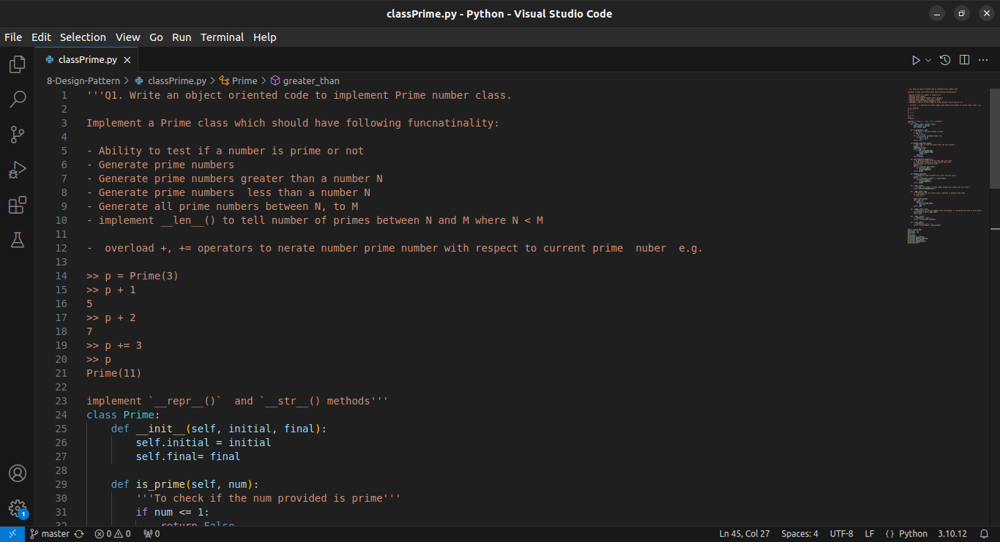 classPrime.py - Python - Visual Studio Code
File Edit Selection View Go Run Terminal Help
classPrime.py
8-Design-Pattern > classPrime.py > Prime > greater_than
1 '''Q1. Write an object oriented code to implement Prime number class.
2
3 Implement a Prime class which should have following funcnatinality:
4
5 - Ability to test if a number is prime or not
6 - Generate prime numbers
7 - Generate prime numbers greater than a number N
8 - Generate prime numbers  less than a number N
9 - Generate all prime numbers between N, to M
10 - implement __len__() to tell number of primes between N and M where N < M
11
12 -  overload +, += operators to nerate number prime number with respect to current prime  nuber  e.g.
13
14 >> p = Prime(3)
15 >> p + 1
16 5
17 >> p + 2
18 7
19 >> p += 3
20 >> p
21 Prime(11)
22
23 implement `__repr__()`  and `__str__() methods'''
24 class Prime:
25     def __init__(self, initial, final):
26         self.initial = initial
27         self.final= final
28
29     def is_prime(self, num):
30         '''To check if the num provided is prime'''
31         if num <= 1:
32             return False
1
master 0 0 0 Ln 45, Col 27 Spaces: 4 UTF-8 LF {} Python 3.10.12